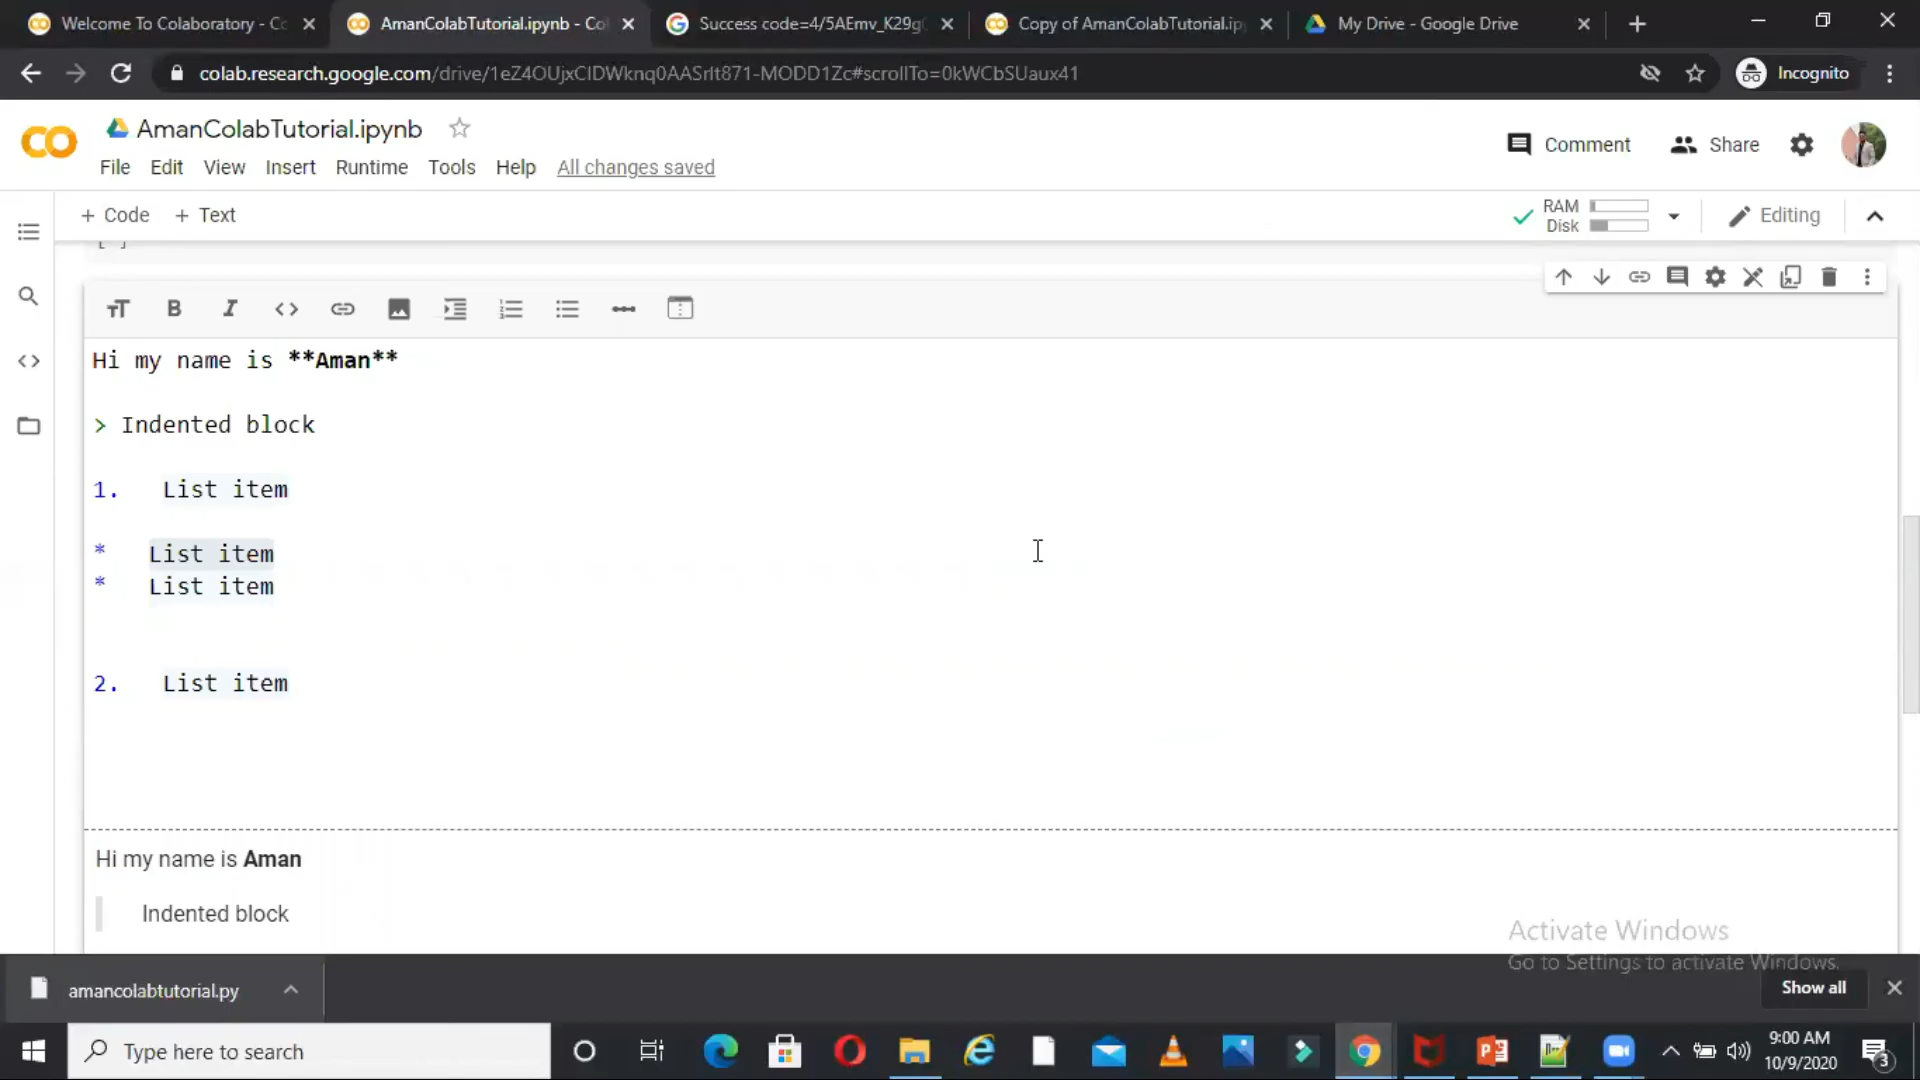 Welcome To Colaboratory - Co
AmanColabTutorial.ipynb - Co
Success code=4/5AEmv_K29g
Copy of AmanColabTutorial.ip
My Drive - Google Drive
colab.research.google.com/drive/1eZ4OUjxCIDWknq0AASrIt871-MODD1Zc#scrollTo=0kWCbSUaux41
Incognito
AmanColabTutorial.ipynb
Comment
Share
File Edit View Insert Runtime Tools Help All changes saved
+ Code + Text
RAM
Disk
Editing
[ ]
Hi my name is **Aman**
> Indented block
1. List item
* List item
* List item
2. List item
Hi my name is Aman
Indented block
Activate Windows
Go to Settings to activate Windows.
amancolabtutorial.py
Show all
Type here to search
9:00 AM
10/9/2020
3